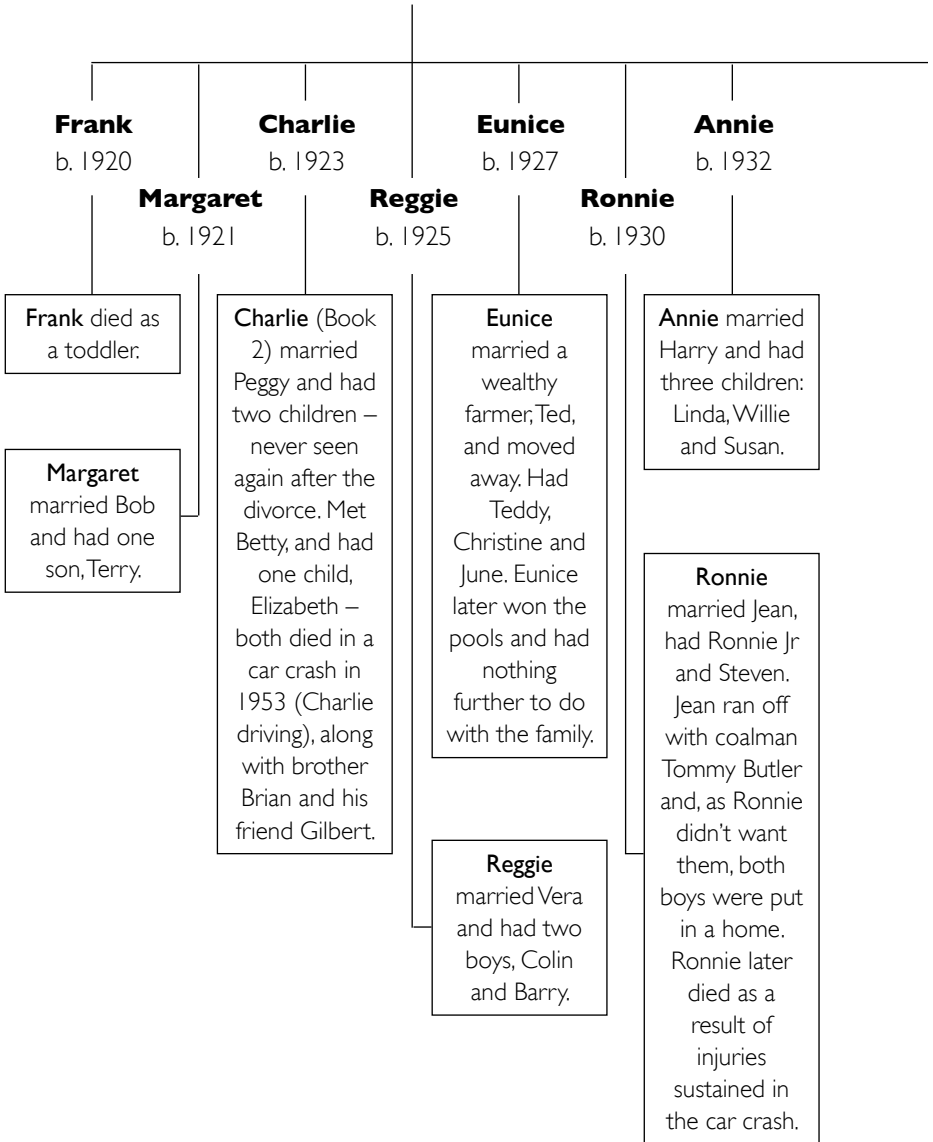 Frank
b. 1920
Charlie
b. 1923
Eunice
b. 1927
Annie
b. 1932
Margaret
b. 1921
Reggie
b. 1925
Ronnie
b. 1930
Frank died as
a toddler.
Margaret
married Bob
and had one
son, Terry.
Charlie (Book
2) married
Peggy and had
two children –
never seen
again after the
divorce. Met
Betty, and had
one child,
Elizabeth –
both died in a
car crash in
1953 (Charlie
driving), along
with brother
Brian and his
friend Gilbert.
Eunice
married a
wealthy
farmer, Ted,
and moved
away. Had
Teddy,
Christine and
June. Eunice
later won the
pools and had
nothing
further to do
with the family.
Reggie
married Vera
and had two
boys, Colin
and Barry.
Annie married
Harry and had
three children:
Linda, Willie
and Susan.
Ronnie
married Jean,
had Ronnie Jr
and Steven.
Jean ran off
with coalman
Tommy Butler
and, as Ronnie
didn't want
them, both
boys were put
in a home.
Ronnie later
died as a
result of
injuries
sustained in
the car crash.